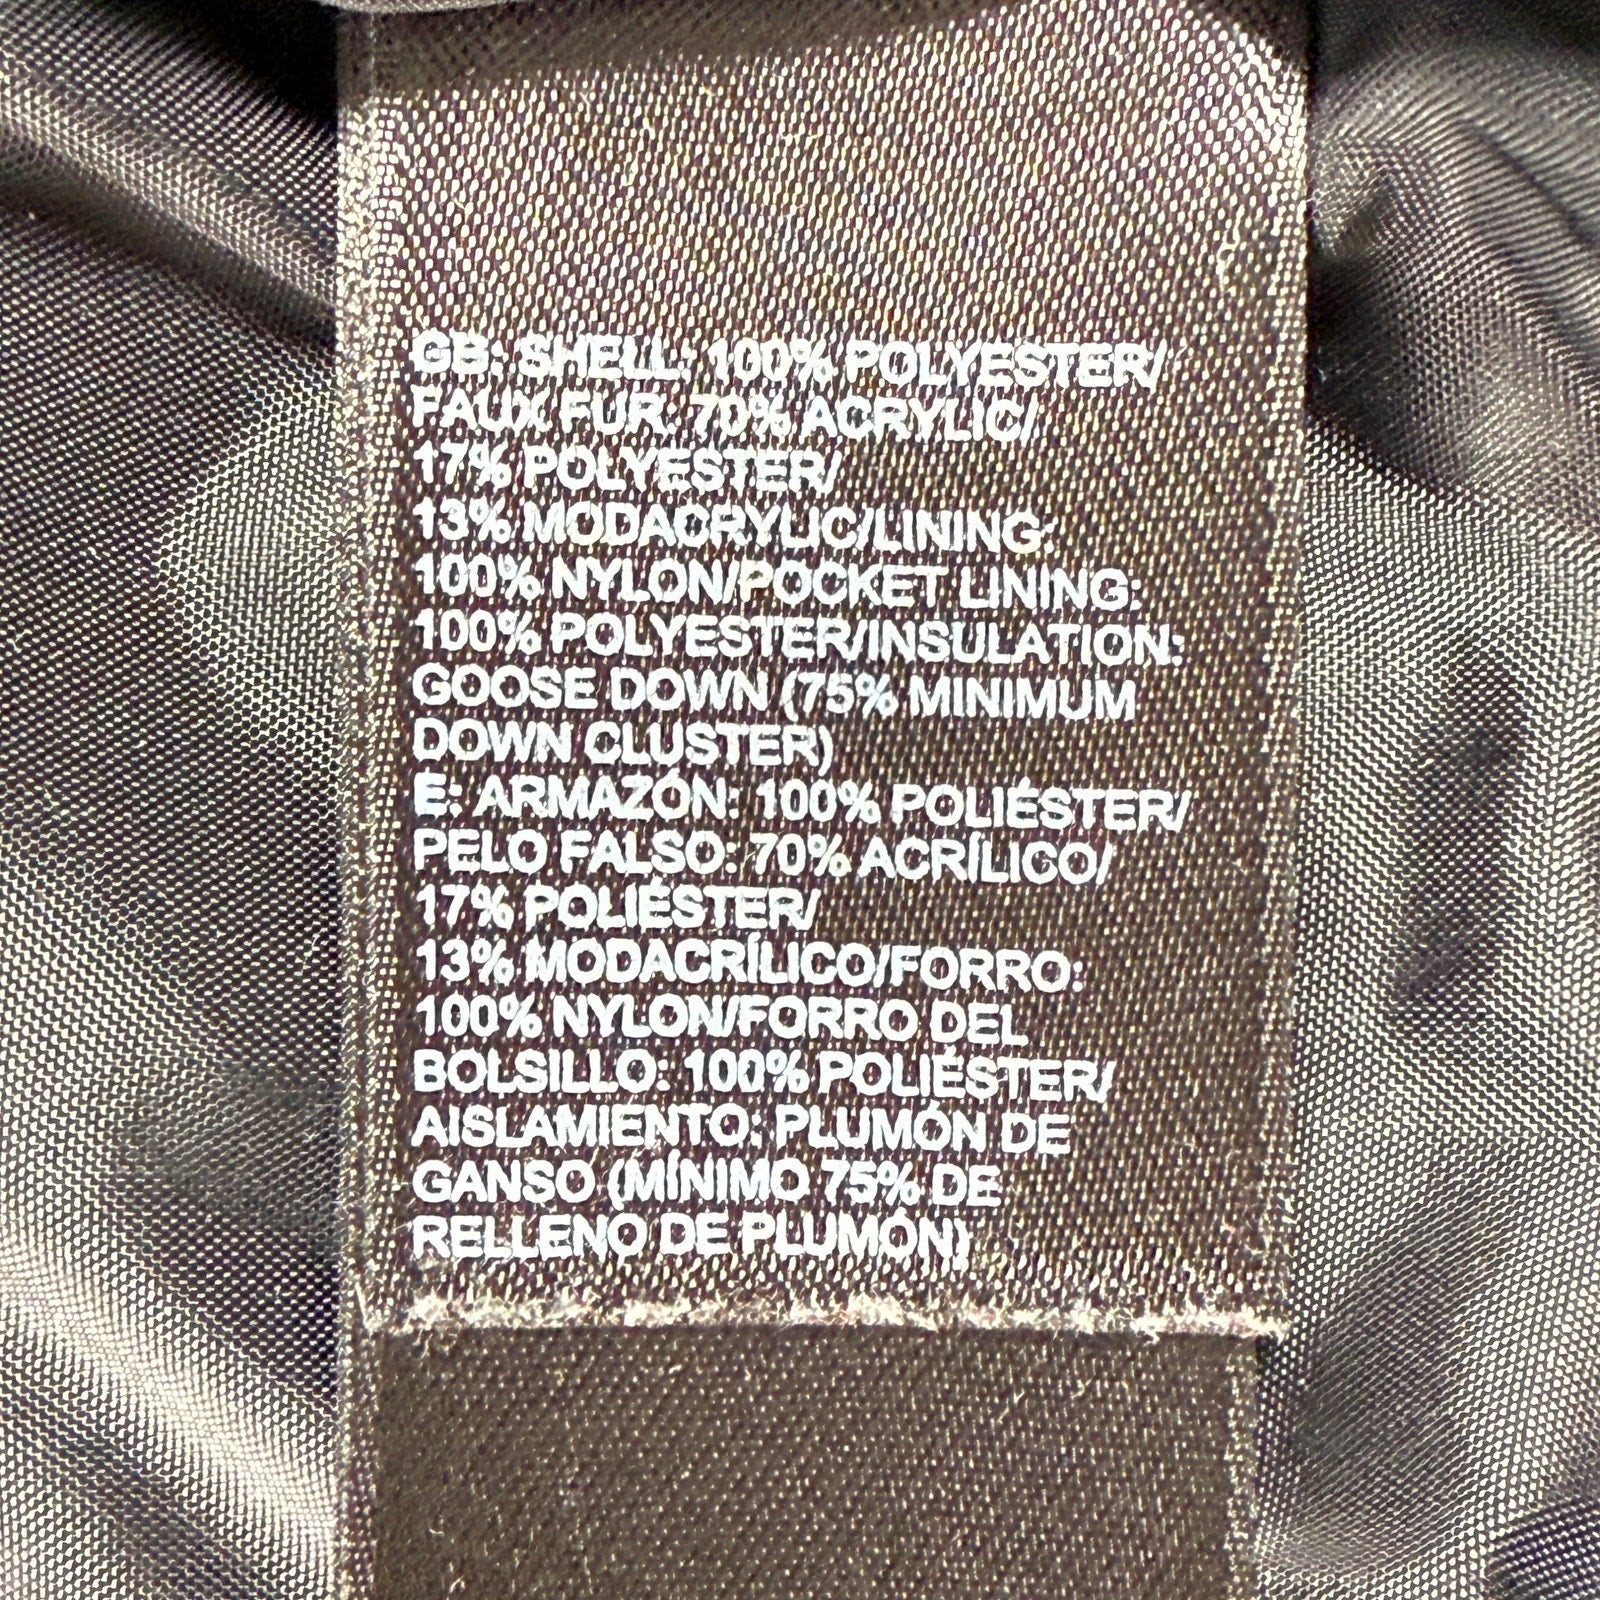 GB: SHELL: 100% POLYESTER/
FAUX FUR: 70% ACRYLIC/
17% POLYESTER/
13% MODACRYLIC/LINING:
100% NYLON/POCKET LINING:
100% POLYESTER/INSULATION:
GOOSE DOWN (75% MINIMUM
DOWN CLUSTER)
E: ARMAZÓN: 100% POLIÉSTER/
PELO FALSO: 70% ACRÍLICO/
17% POLIÉSTER/
13% MODACRÍLICO/FORRO:
100% NYLON/FORRO DEL
BOLSILLO: 100% POLIÉSTER/
AISLAMIENTO: PLUMÓN DE
GANSO (MÍNIMO 75% DE
RELLENO DE PLUMÓN)